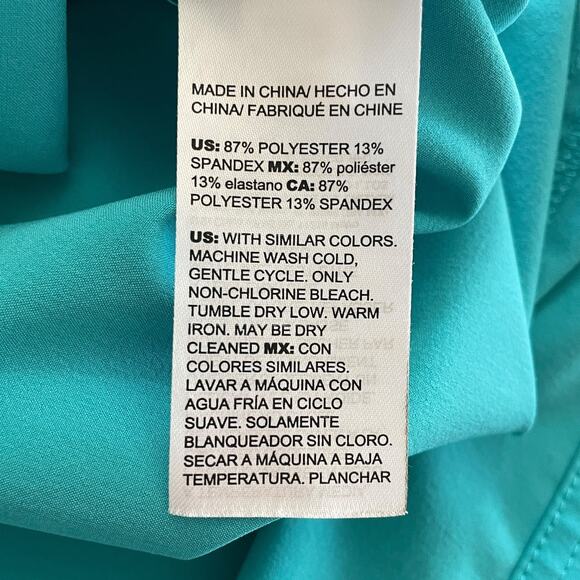 MADE IN CHINA/ HECHO EN
CHINA/ FABRIQUÉ EN CHINE
US: 87% POLYESTER 13%
SPANDEX MX: 87% poliéster
13% elastano CA: 87%
POLYESTER 13% SPANDEX
US: WITH SIMILAR COLORS.
MACHINE WASH COLD,
GENTLE CYCLE. ONLY
NON-CHLORINE BLEACH.
TUMBLE DRY LOW. WARM
IRON. MAY BE DRY
CLEANED MX: CON
COLORES SIMILARES.
LAVAR A MÁQUINA CON
AGUA FRÍA EN CICLO
SUAVE. SOLAMENTE
BLANQUEADOR SIN CLORO.
SECAR A MÁQUINA A BAJA
TEMPERATURA. PLANCHAR